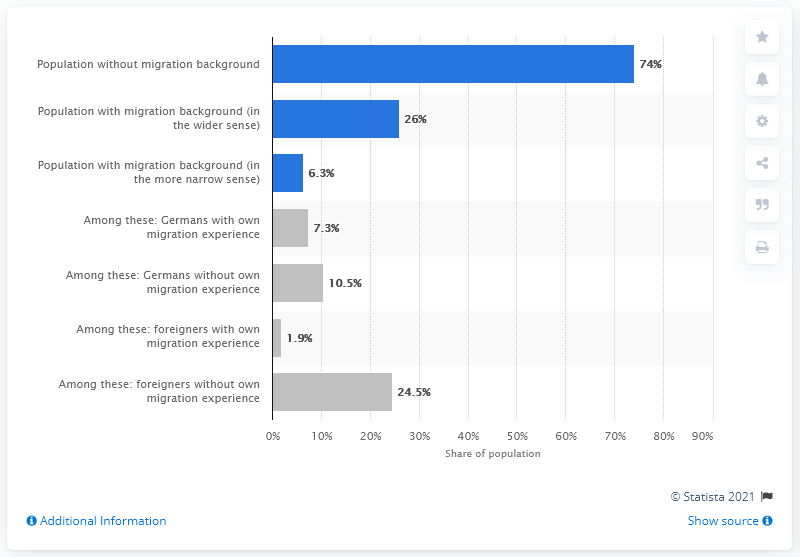 Population without migration background
74%
Population with migration background (in
the wider sense)
26%
Population with migration background (in
the more narrow sense)
6.3%
Among these: Germans with own
migration experience
7.3%
Among these: Germans without own
migration experience
10.5%
Among these: foreigners with own
migration experience
1.9%
Among these: foreigners without own
migration experience
24.5%
0% 10% 20% 30% 40% 50% 60% 70% 80% 90%
Share of population
© Statista 2021
Additional Information
Show source